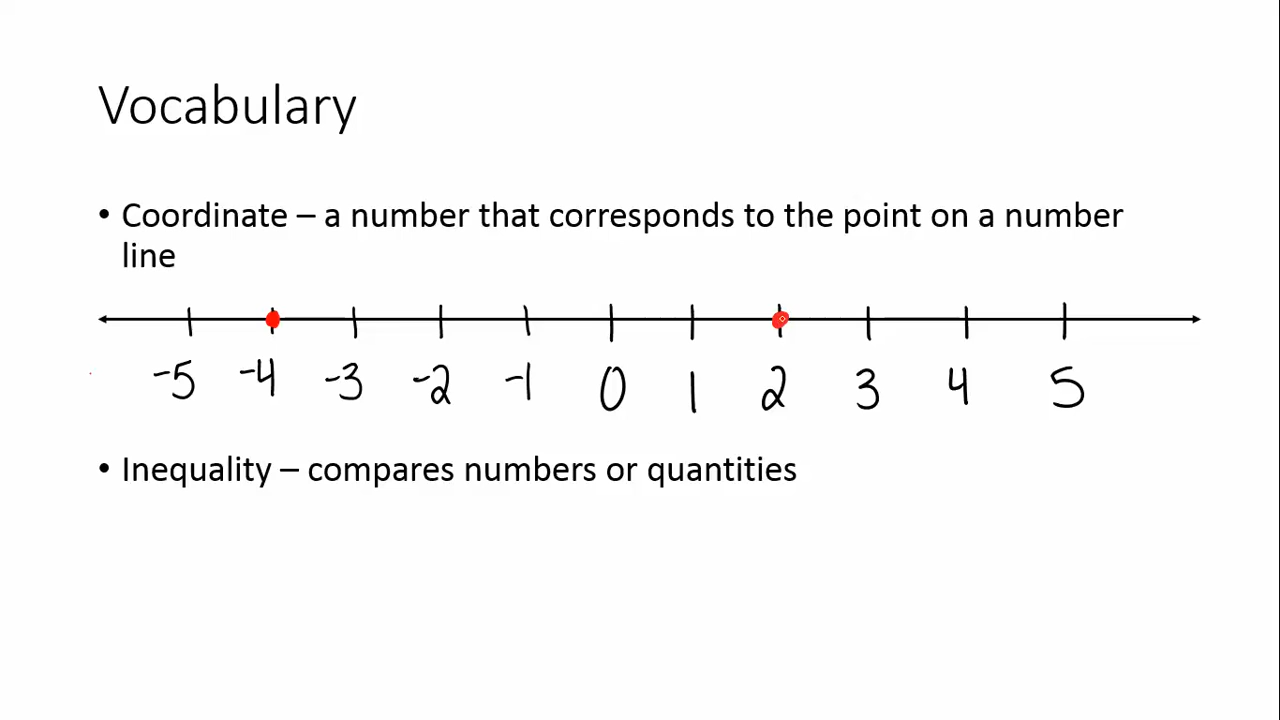 Vocabulary
• Coordinate – a number that corresponds to the point on a number
line
-5 -4 -3 -2 -1 0 1 2 3 4 5
• Inequality – compares numbers or quantities